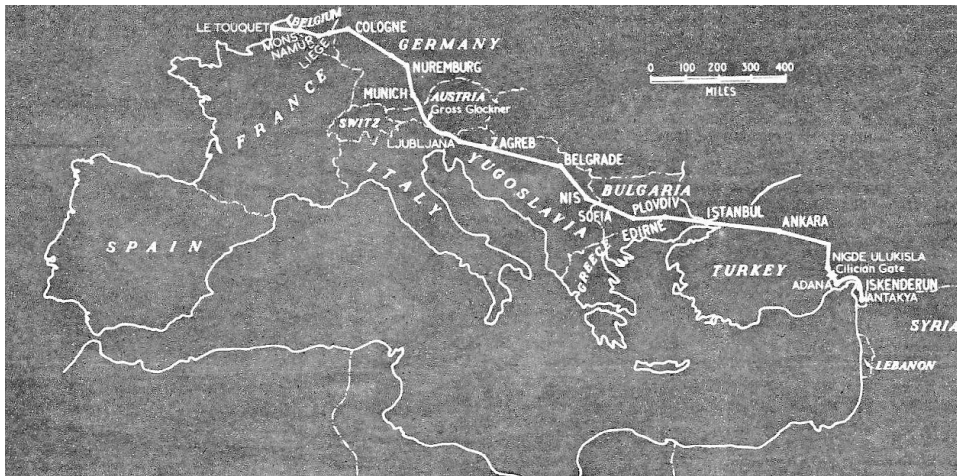 LE TOUQUET
BELGIUM
MONS
NAMUR
LIEGE
COLOGNE
GERMANY
NUREMBURG
FRANCE
MUNICH
AUSTRIA
Gross Glockner
SWITZ
0 100 200 300 400
MILES
LJUBLJANA
ZAGREB
ITALY
YUGOSLAVIA
BELGRADE
NIS
BULGARIA
SOFIA
PLOVDIV
EDIRNE
ISTANBUL
ANKARA
SPAIN
GREECE
TURKEY
NIGDE ULUKISLA
Cilician Gate
ADANA
ISKENDERUN
ANTAKYA
SYRIA
LEBANON